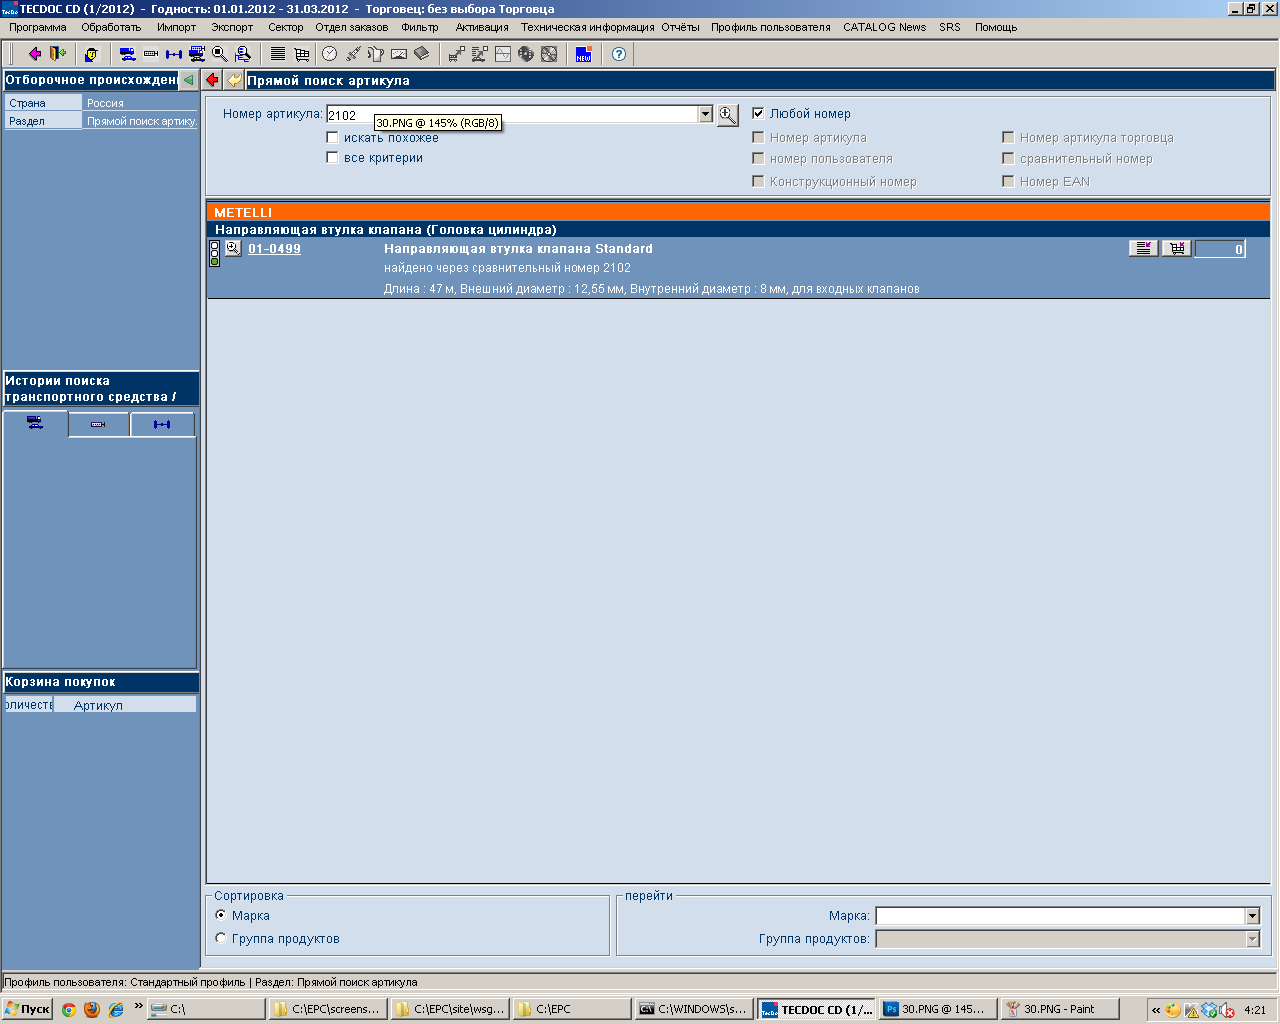 TECDOC CD (1/2012) - Годность: 01.01.2012 - 31.03.2012 - Торговец: без выбора Торговца
Программа Обработать Импорт Экспорт Сектор Отдел заказов Фильтр Активация Техническая информация Отчёты Профиль пользователя CATALOG News SRS Помощь
NEW
Отборочное происхожден
Прямой поиск артикула
Страна Россия
Раздел Прямой поиск артику.
Номер артикула: 2102
30.PNG @ 145% (RGB/8)
Любой номер
искать похожее
Номер артикула
Номер артикула торговца
все критерии
номер пользователя
сравнительный номер
Конструкционный номер
Номер EAN
METELLI
Направляющая втулка клапана (Головка цилиндра)
01-0499 Направляющая втулка клапана Standard 0
найдено через сравнительный номер 2102
Длина : 47 м, Внешний диаметр : 12,55 мм, Внутренний диаметр : 8 мм, для входных клапанов
Истории поиска
транспортного средства /
Корзина покупок
оличеств Артикул
Сортировка
Марка
Группа продуктов
перейти
Марка:
Группа продуктов:
Профиль пользователя: Стандартный профиль | Раздел: Прямой поиск артикула
Пуск » C:\ C:\EPC\screens... C:\EPC\site\wsg... C:\EPC C:\WINDOWS\s... TECDOC CD (1/... 30.PNG @ 145... 30.PNG - Paint « 4:21